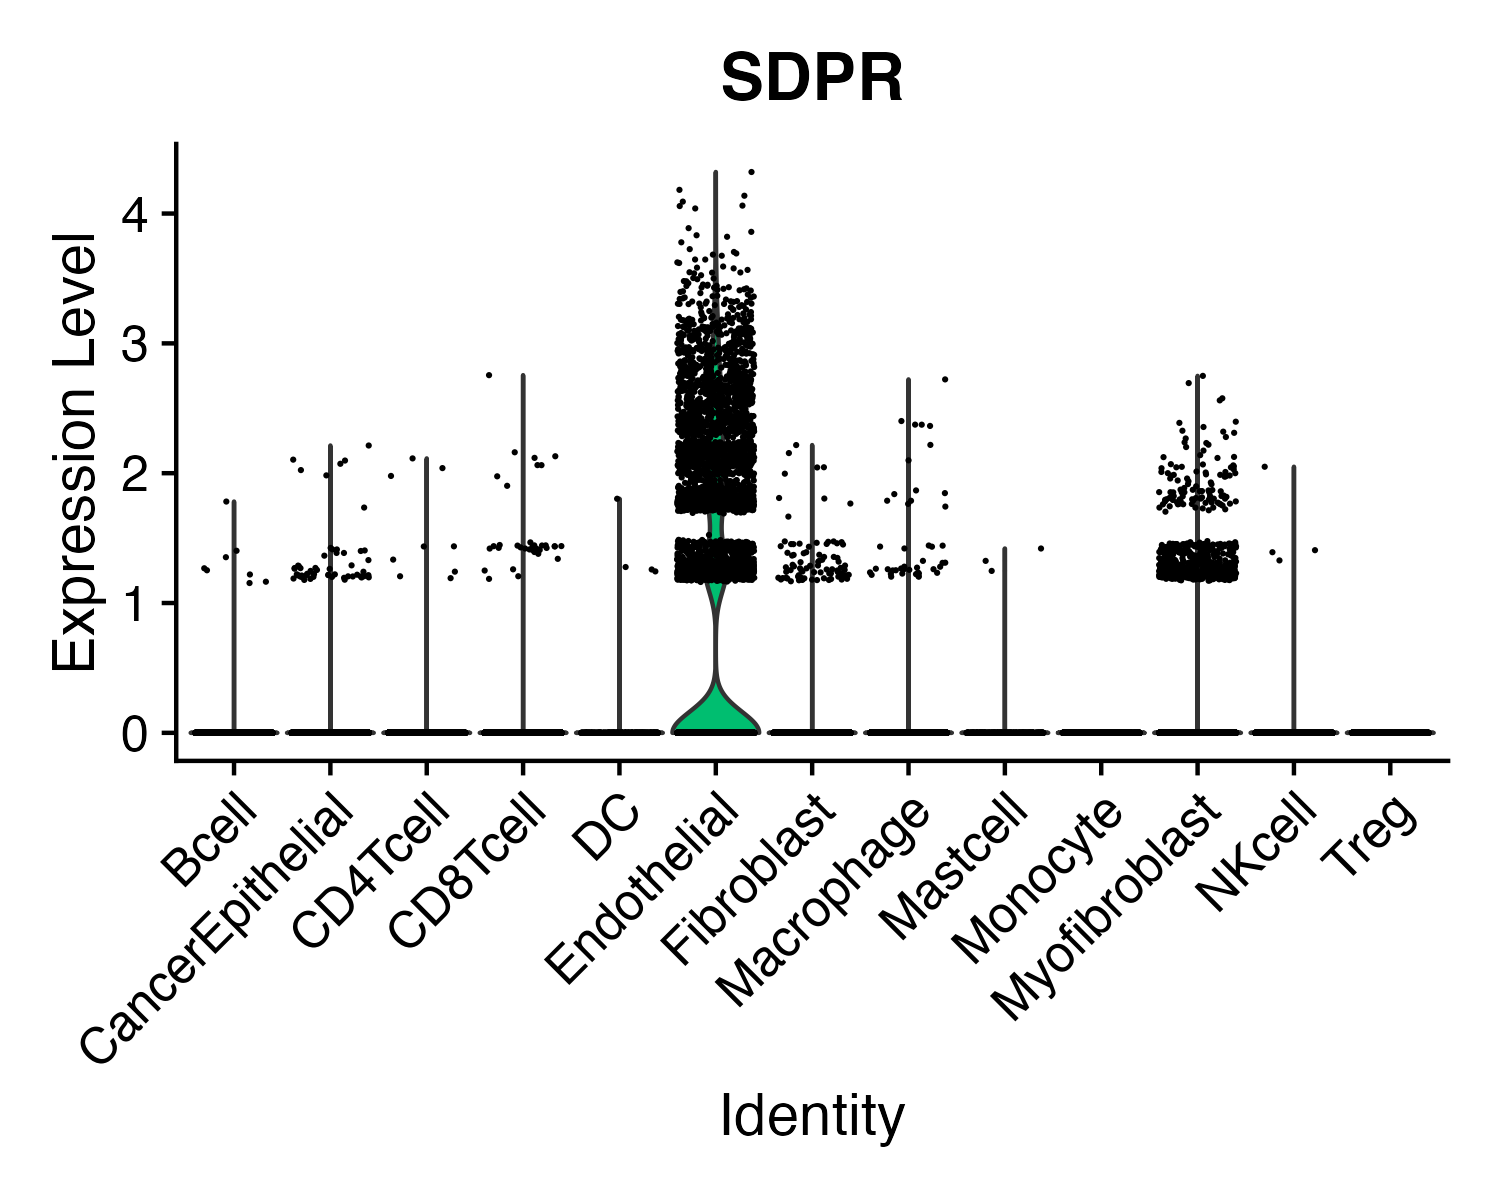 SDPR
Expression Level
4
3
2
1
0
Bcell
CancerEpithelial
CD4Tcell
CD8Tcell
DC
Endothelial
Fibroblast
Macrophage
Mastcell
Monocyte
Myofibroblast
NKcell
Treg
Identity